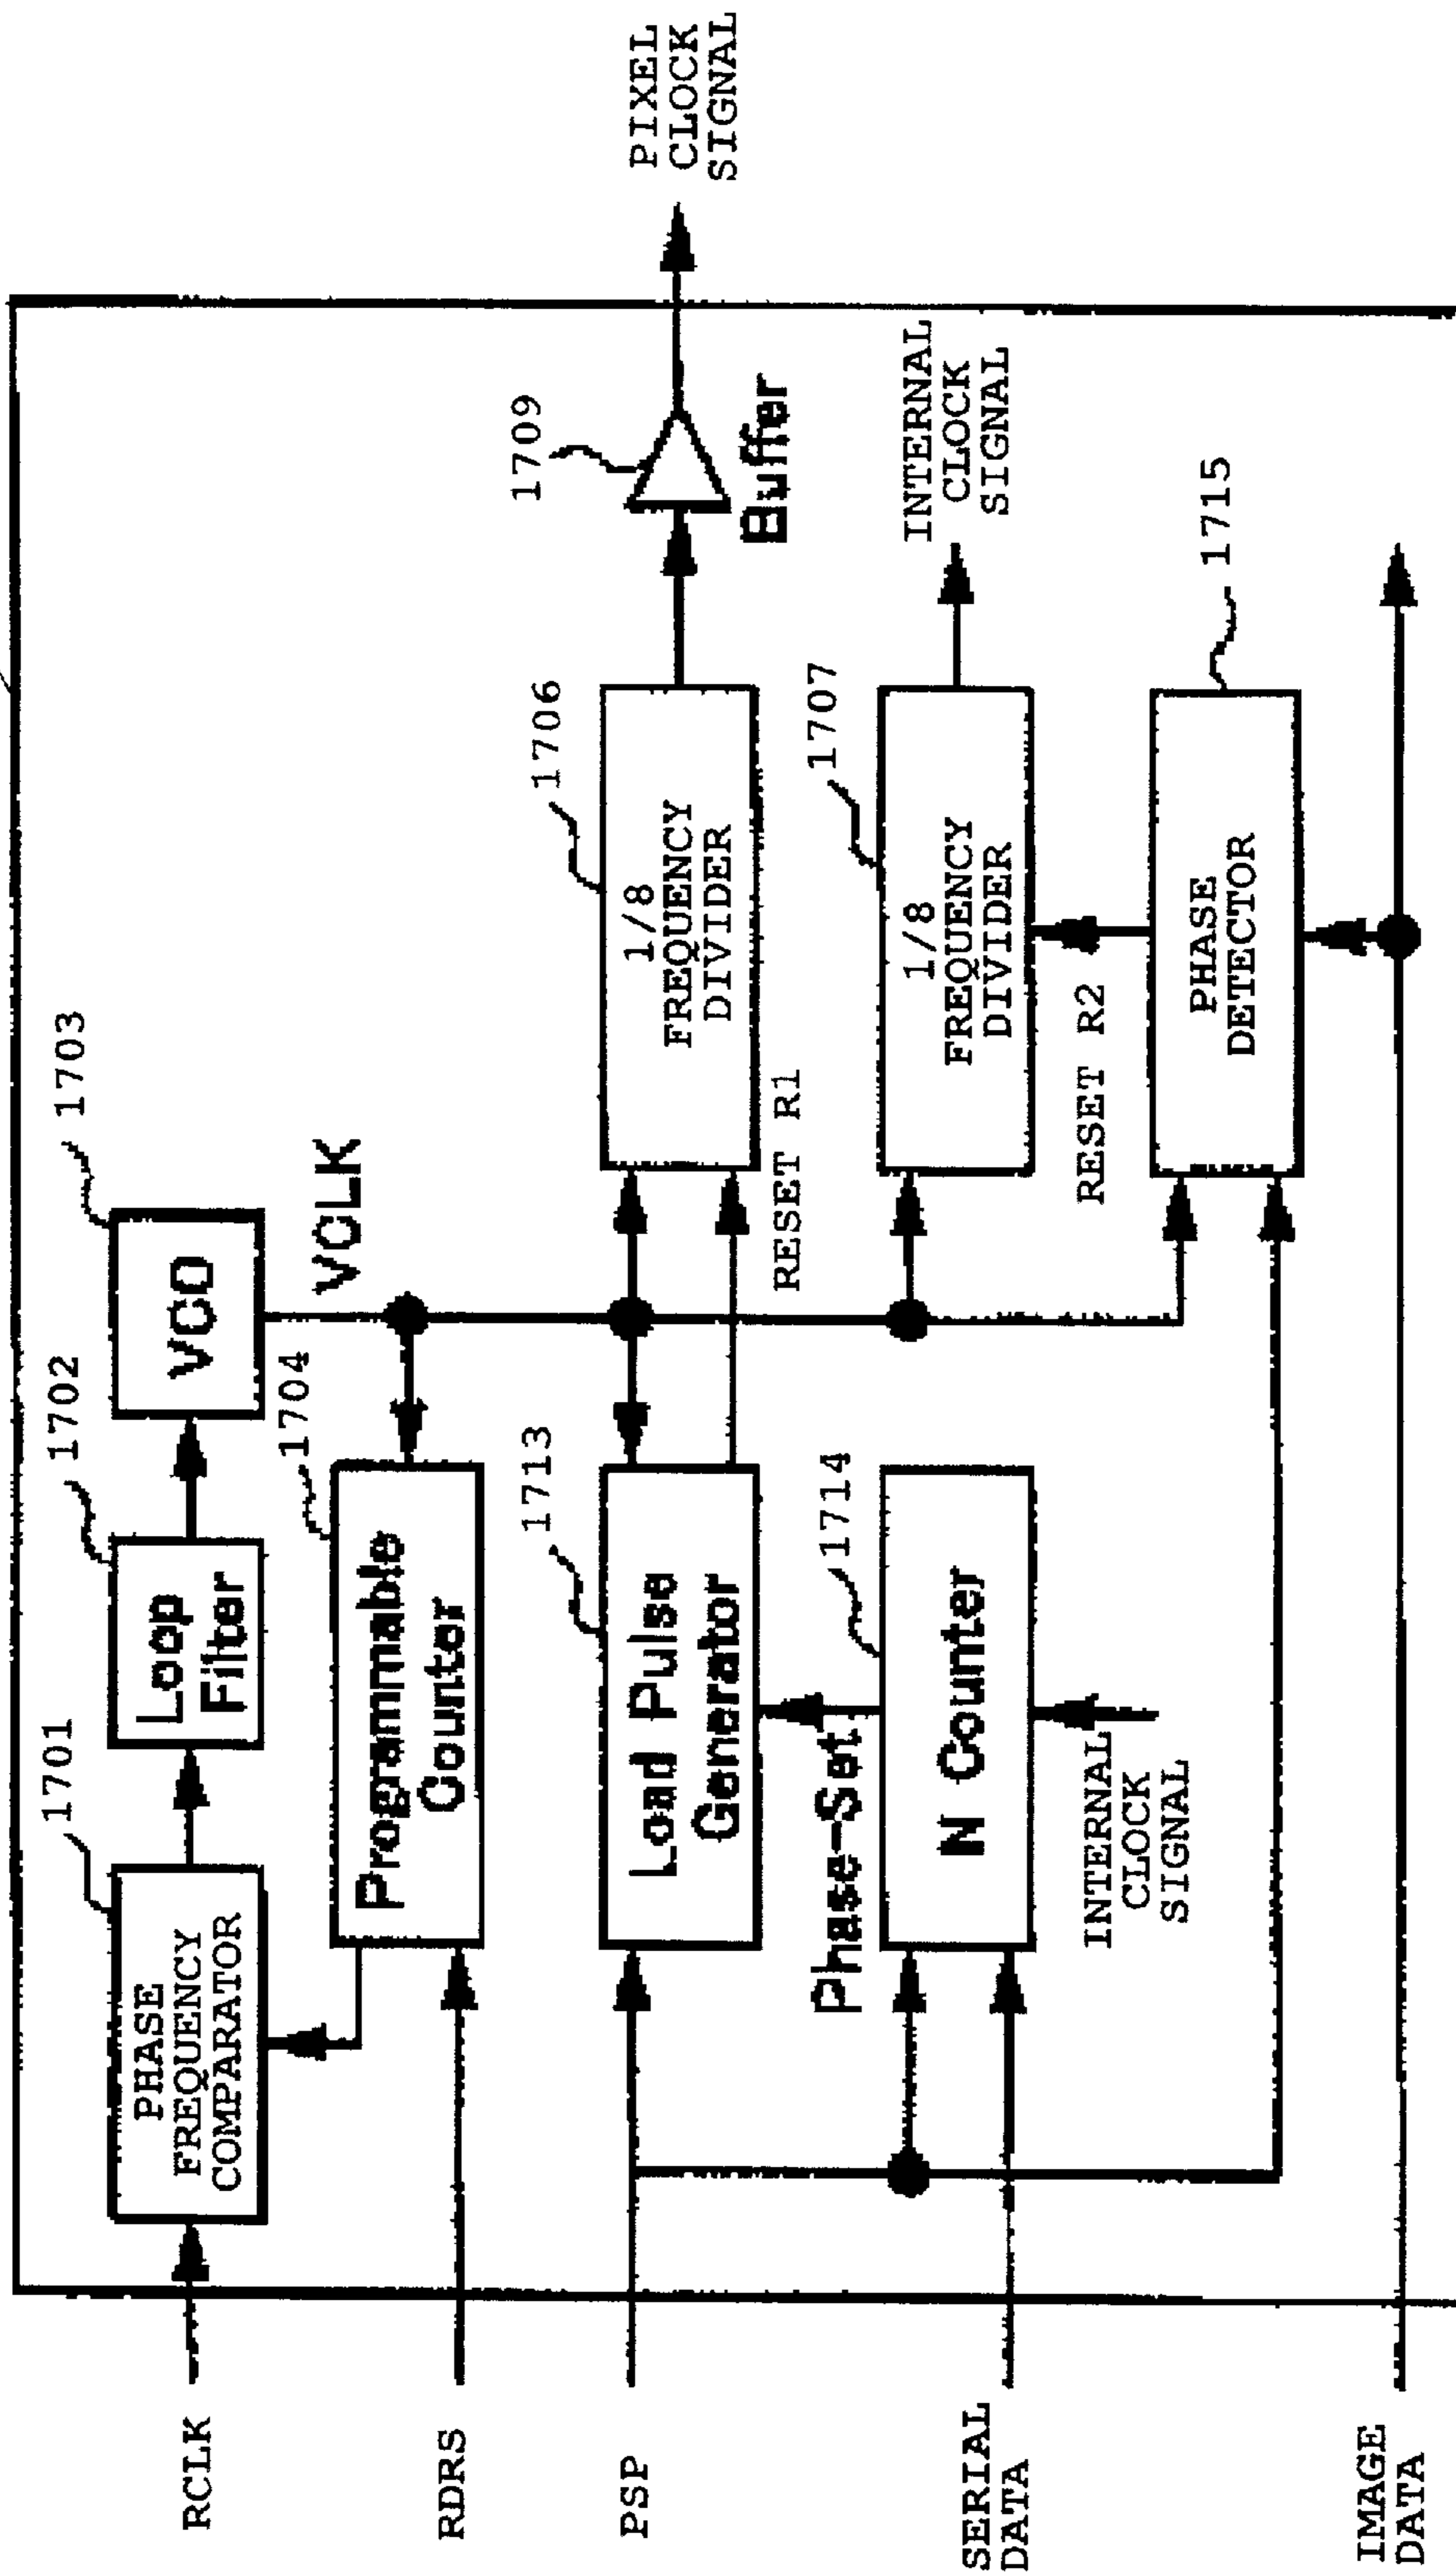 RCLK
1701
PHASE
FREQUENCY
COMPARATOR
1702
Loop
Filter
1703
VCO
VCLK
RDRS
1704
Programmable
Counter
PSP
1713
Load Pulse
Generator
RESET R1
1706
1/8
FREQUENCY
DIVIDER
1709
Buffer
PIXEL
CLOCK
SIGNAL
Phase-Set
SERIAL
DATA
1714
N Counter
INTERNAL
CLOCK
SIGNAL
1707
1/8
FREQUENCY
DIVIDER
INTERNAL
CLOCK
SIGNAL
RESET R2
PHASE
DETECTOR
1715
IMAGE
DATA